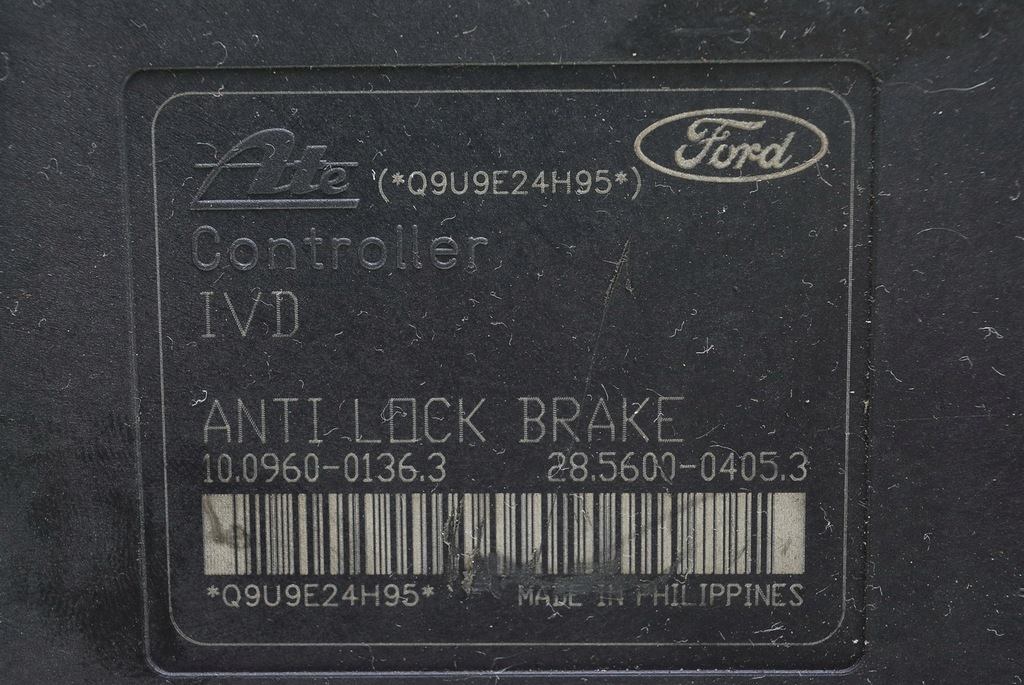 Ate (*Q9U9E24H95*) Ford
Controller
IVD
ANTI LOCK BRAKE
10.0960-0136.3 28.5600-0405.3
*Q9U9E24H95* MADE IN PHILIPPINES